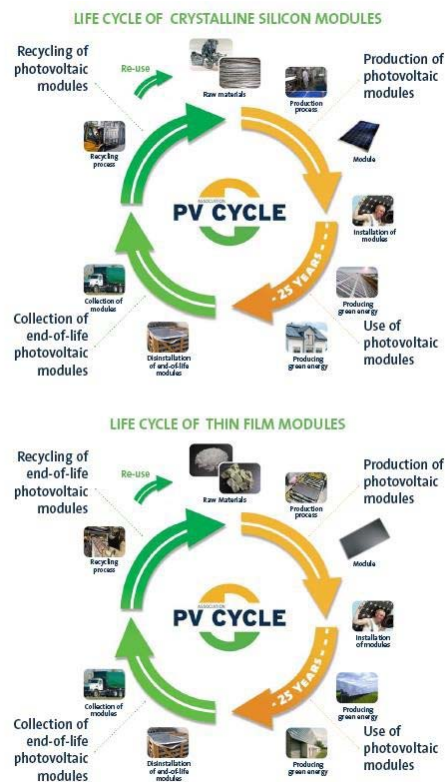 LIFE CYCLE OF CRYSTALLINE SILICON MODULES
Recycling of
photovoltaic
modules
Re-use
Raw materials
Production
process
Production of
photovoltaic
modules
Module
Recycling
process
ASSOCIATION
PV CYCLE
Installation of
modules
25 YEARS
Producing
green energy
Collection of
modules
Use of
photovoltaic
modules
Collection of
end-of-life
photovoltaic
modules
Disinstallation
of end-of-life
modules
Producing
green energy
LIFE CYCLE OF THIN FILM MODULES
Recycling of
end-of-life
photovoltaic
modules
Re-use
Raw Materials
Production
process
Production of
photovoltaic
modules
Module
Recycling
process
ASSOCIATION
PV CYCLE
Installation
of modules
25 YEARS
Producing
green energy
Collection of
modules
Use of
photovoltaic
modules
Collection of
end-of-life
photovoltaic
modules
Disinstallation
of end-of-life
modules
Producing
green energy